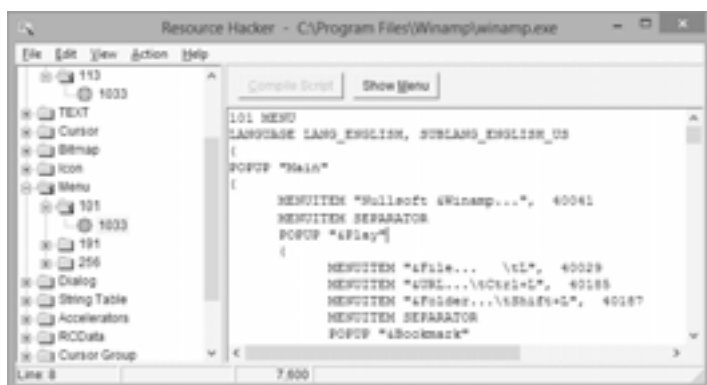 Resource Hacker - C:\Program Files\Winamp\winamp.exe
File Edit View Action Help
113
1033
TEXT
Cursor
Bitmap
Icon
Menu
101
1033
191
256
Dialog
String Table
Accelerators
RCData
Cursor Group
Compile Script
Show Menu
101 MENU
LANGUAGE LANG_ENGLISH, SUBLANG_ENGLISH_US
{
POPUP "Main"
{
MENUITEM "Nullsoft &Winamp...", 40041
MENUITEM SEPARATOR
POPUP "&Play"
{
MENUITEM "&File... \tL", 40029
MENUITEM "&URL...\tCtrl+L", 40185
MENUITEM "&Folder...\tShift+L", 40187
MENUITEM SEPARATOR
POPUP "&Bookmark"
Line: 8
7,600